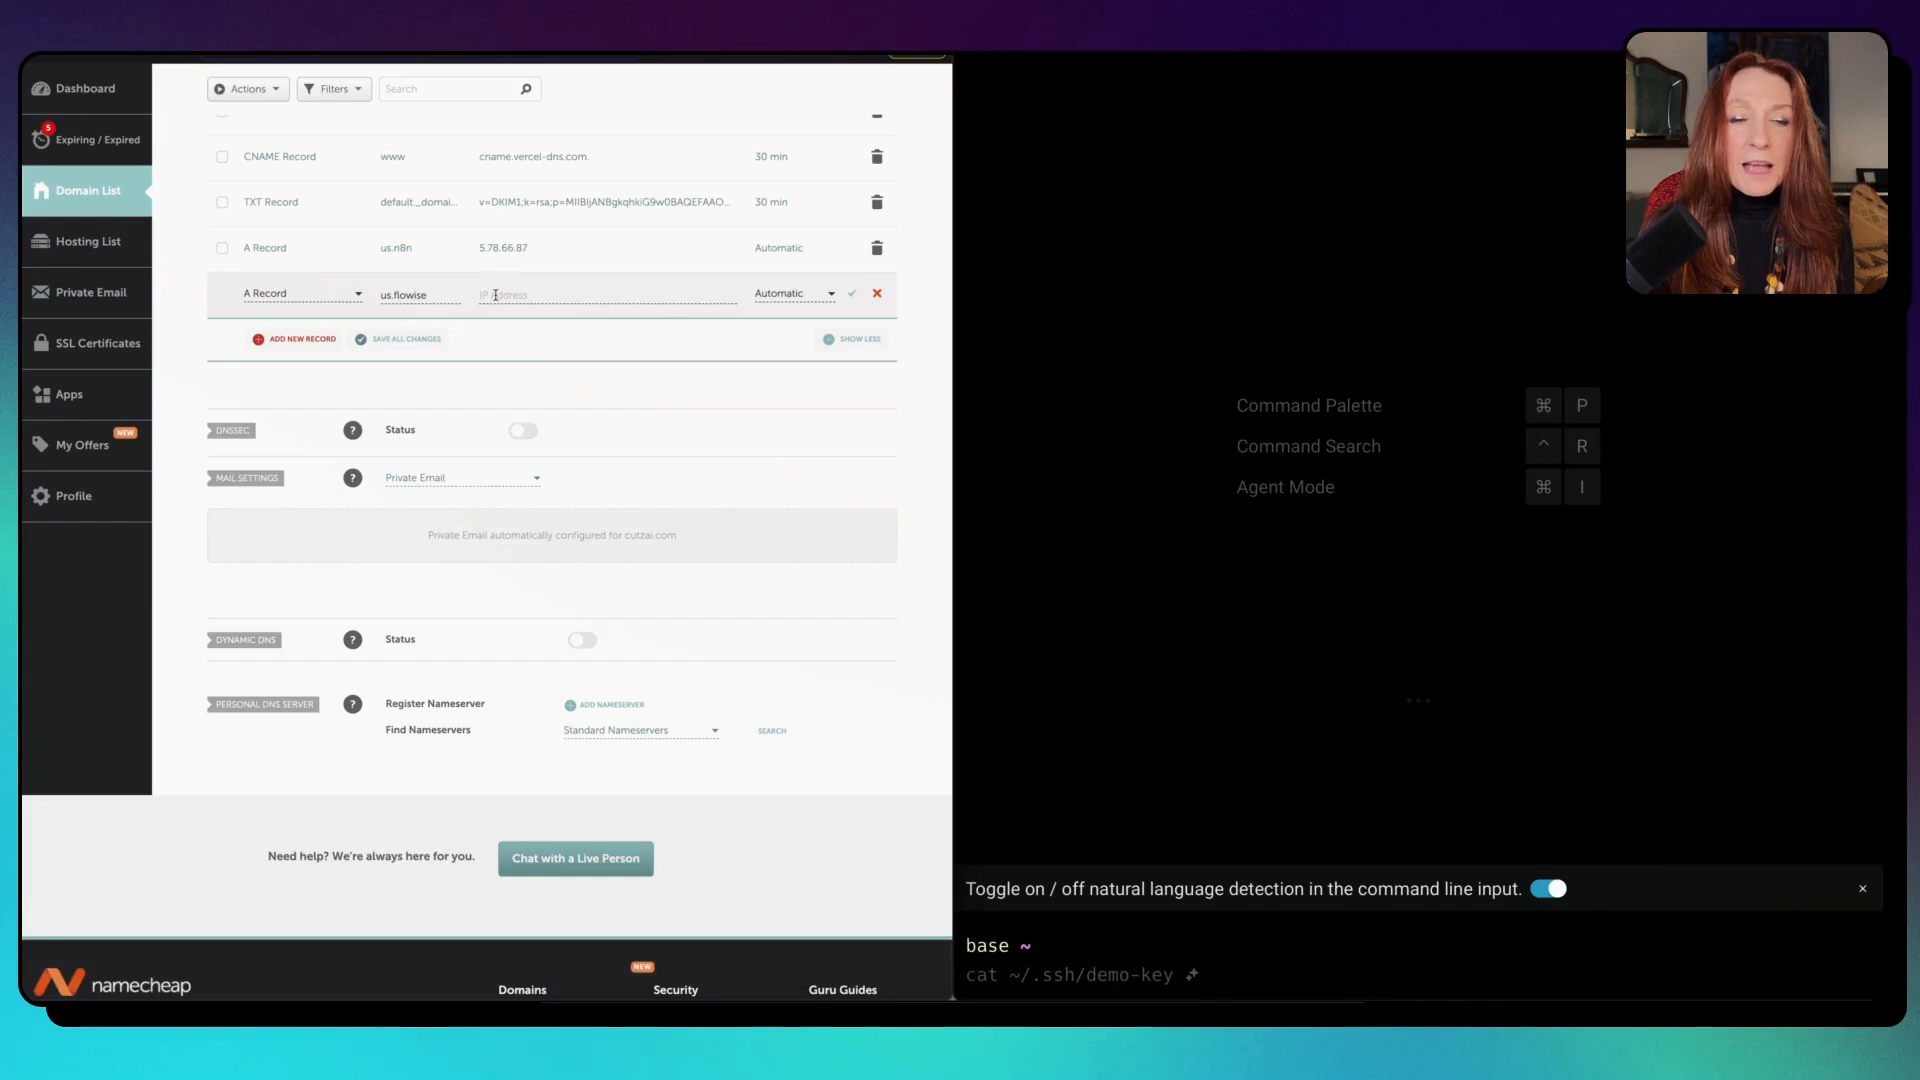 Dashboard
5
Expiring / Expired
Domain List
Hosting List
Private Email
SSL Certificates
Apps
NEW
My Offers
Profile
Actions
Filters
Search
CNAME Record www cname.vercel-dns.com. 30 min
TXT Record default._domai... v=DKIM1;k=rsa;p=MIIBIjANBgkqhkiG9w0BAQEFAAO... 30 min
A Record us.n8n 5.78.66.87 Automatic
A Record us.flowise IP Address Automatic
ADD NEW RECORD SAVE ALL CHANGES SHOW LESS
DNSSEC ? Status
MAIL SETTINGS ? Private Email
Private Email automatically configured for cutzai.com
DYNAMIC DNS ? Status
PERSONAL DNS SERVER ? Register Nameserver ADD NAMESERVER
Find Nameservers Standard Nameservers SEARCH
Need help? We're always here for you. Chat with a Live Person
namecheap
NEW
Domains Security Guru Guides
Command Palette ⌘ P
Command Search ^ R
Agent Mode ⌘ I
Toggle on / off natural language detection in the command line input. ×
base ~
cat ~/.ssh/demo-key